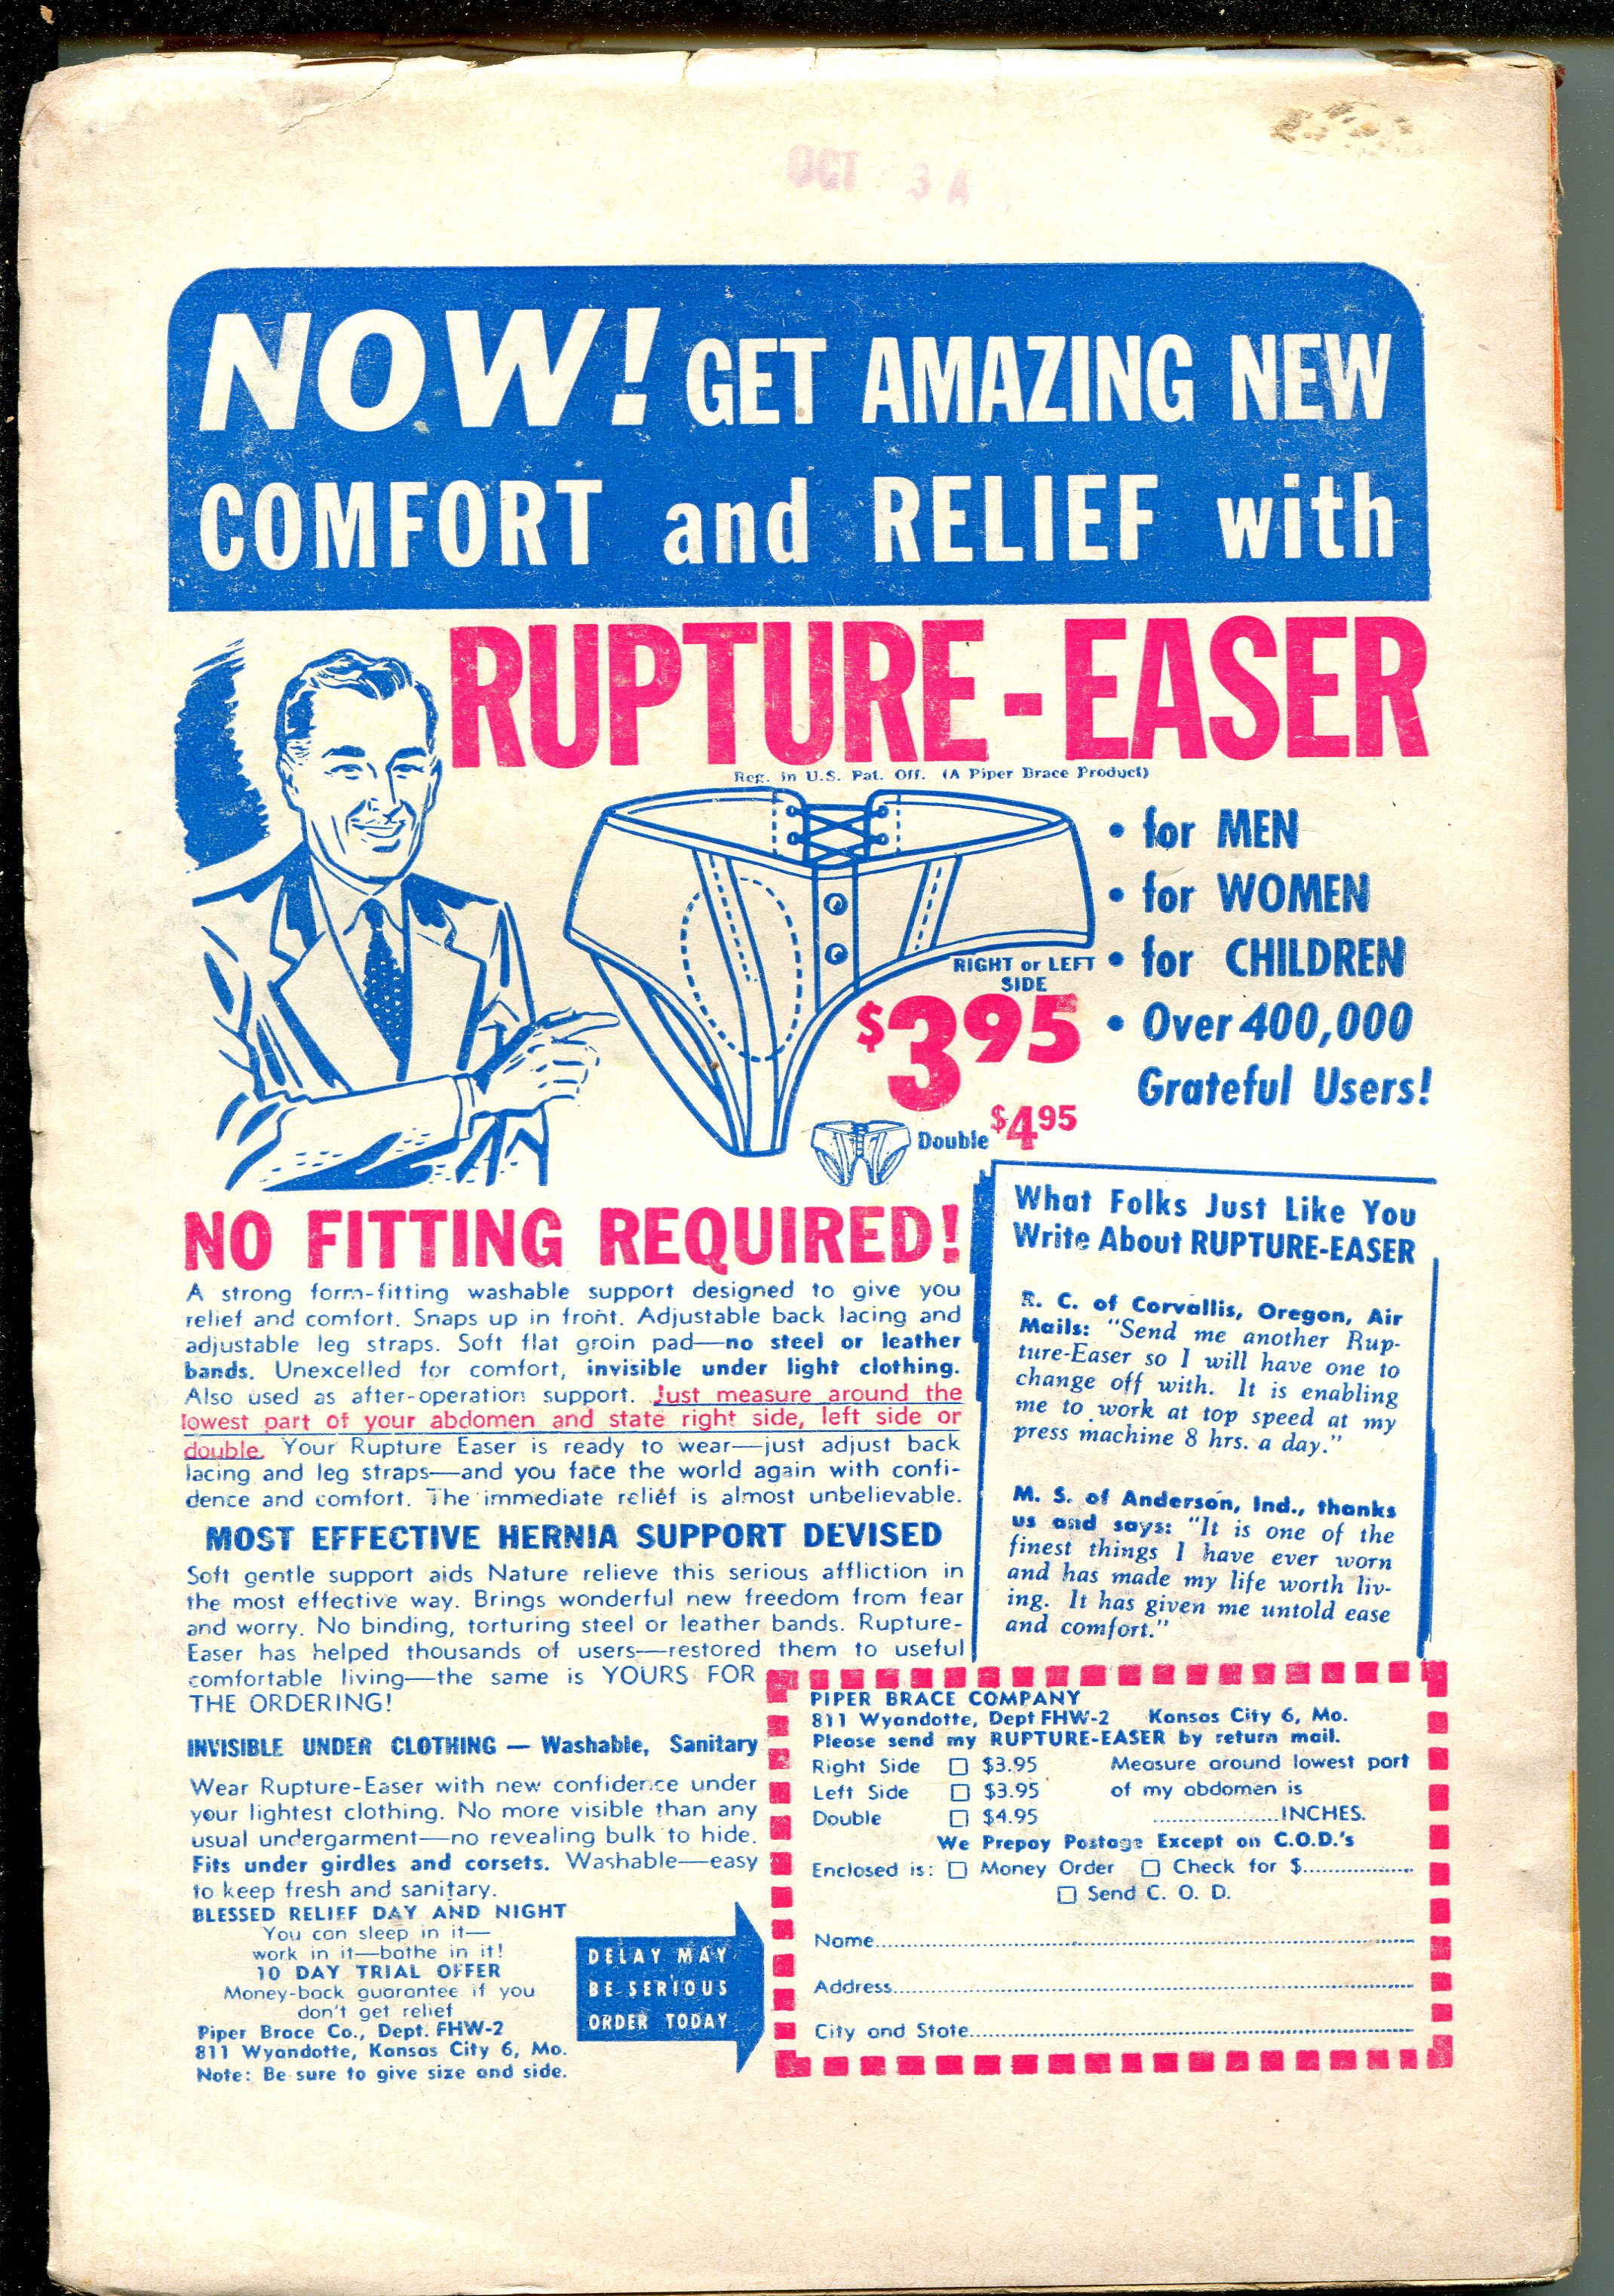 OCT 3 A
NOW! GET AMAZING NEW
COMFORT and RELIEF with
RUPTURE-EASER
Reg. in U.S. Pat. Off. (A Piper Brace Product)
• for MEN
• for WOMEN
• for CHILDREN
• Over 400,000
Grateful Users!
RIGHT or LEFT
SIDE
$3 95
Double $4 95
NO FITTING REQUIRED!
A strong form-fitting washable support designed to give you
relief and comfort. Snaps up in front. Adjustable back lacing and
adjustable leg straps. Soft flat groin pad—no steel or leather
bands. Unexcelled for comfort, invisible under light clothing.
Also used as after-operation support. Just measure around the
lowest part of your abdomen and state right side, left side or
double. Your Rupture Easer is ready to wear—just adjust back
lacing and leg straps—and you face the world again with confi-
dence and comfort. The immediate relief is almost unbelievable.
MOST EFFECTIVE HERNIA SUPPORT DEVISED
Soft gentle support aids Nature relieve this serious affliction in
the most effective way. Brings wonderful new freedom from fear
and worry. No binding, torturing steel or leather bands. Rupture-
Easer has helped thousands of users—restored them to useful
comfortable living—the same is YOURS FOR
THE ORDERING!
INVISIBLE UNDER CLOTHING — Washable, Sanitary
Wear Rupture-Easer with new confidence under
your lightest clothing. No more visible than any
usual undergarment—no revealing bulk to hide.
Fits under girdles and corsets. Washable—easy
to keep fresh and sanitary.
BLESSED RELIEF DAY AND NIGHT
You can sleep in it—
work in it—bathe in it!
10 DAY TRIAL OFFER
Money-back guarantee if you
don't get relief
Piper Brace Co., Dept. FHW-2
811 Wyandotte, Kansas City 6, Mo.
Note: Be sure to give size and side.
DELAY MAY
BE SERIOUS
ORDER TODAY
What Folks Just Like You
Write About RUPTURE-EASER
R. C. of Corvallis, Oregon, Air
Mails: "Send me another Rup-
ture-Easer so I will have one to
change off with. It is enabling
me to work at top speed at my
press machine 8 hrs. a day."
M. S. of Anderson, Ind., thanks
us and says: "It is one of the
finest things I have ever worn
and has made my life worth liv-
ing. It has given me untold ease
and comfort."
PIPER BRACE COMPANY
811 Wyandotte, Dept FHW-2 Kansas City 6, Mo.
Please send my RUPTURE-EASER by return mail.
Right Side □ $3.95 Measure around lowest part
Left Side □ $3.95 of my abdomen is
Double □ $4.95 ....................INCHES.
We Prepay Postage Except on C.O.D.'s
Enclosed is: □ Money Order □ Check for $..................
□ Send C. O. D.
Name..................
Address..................
City and State..................